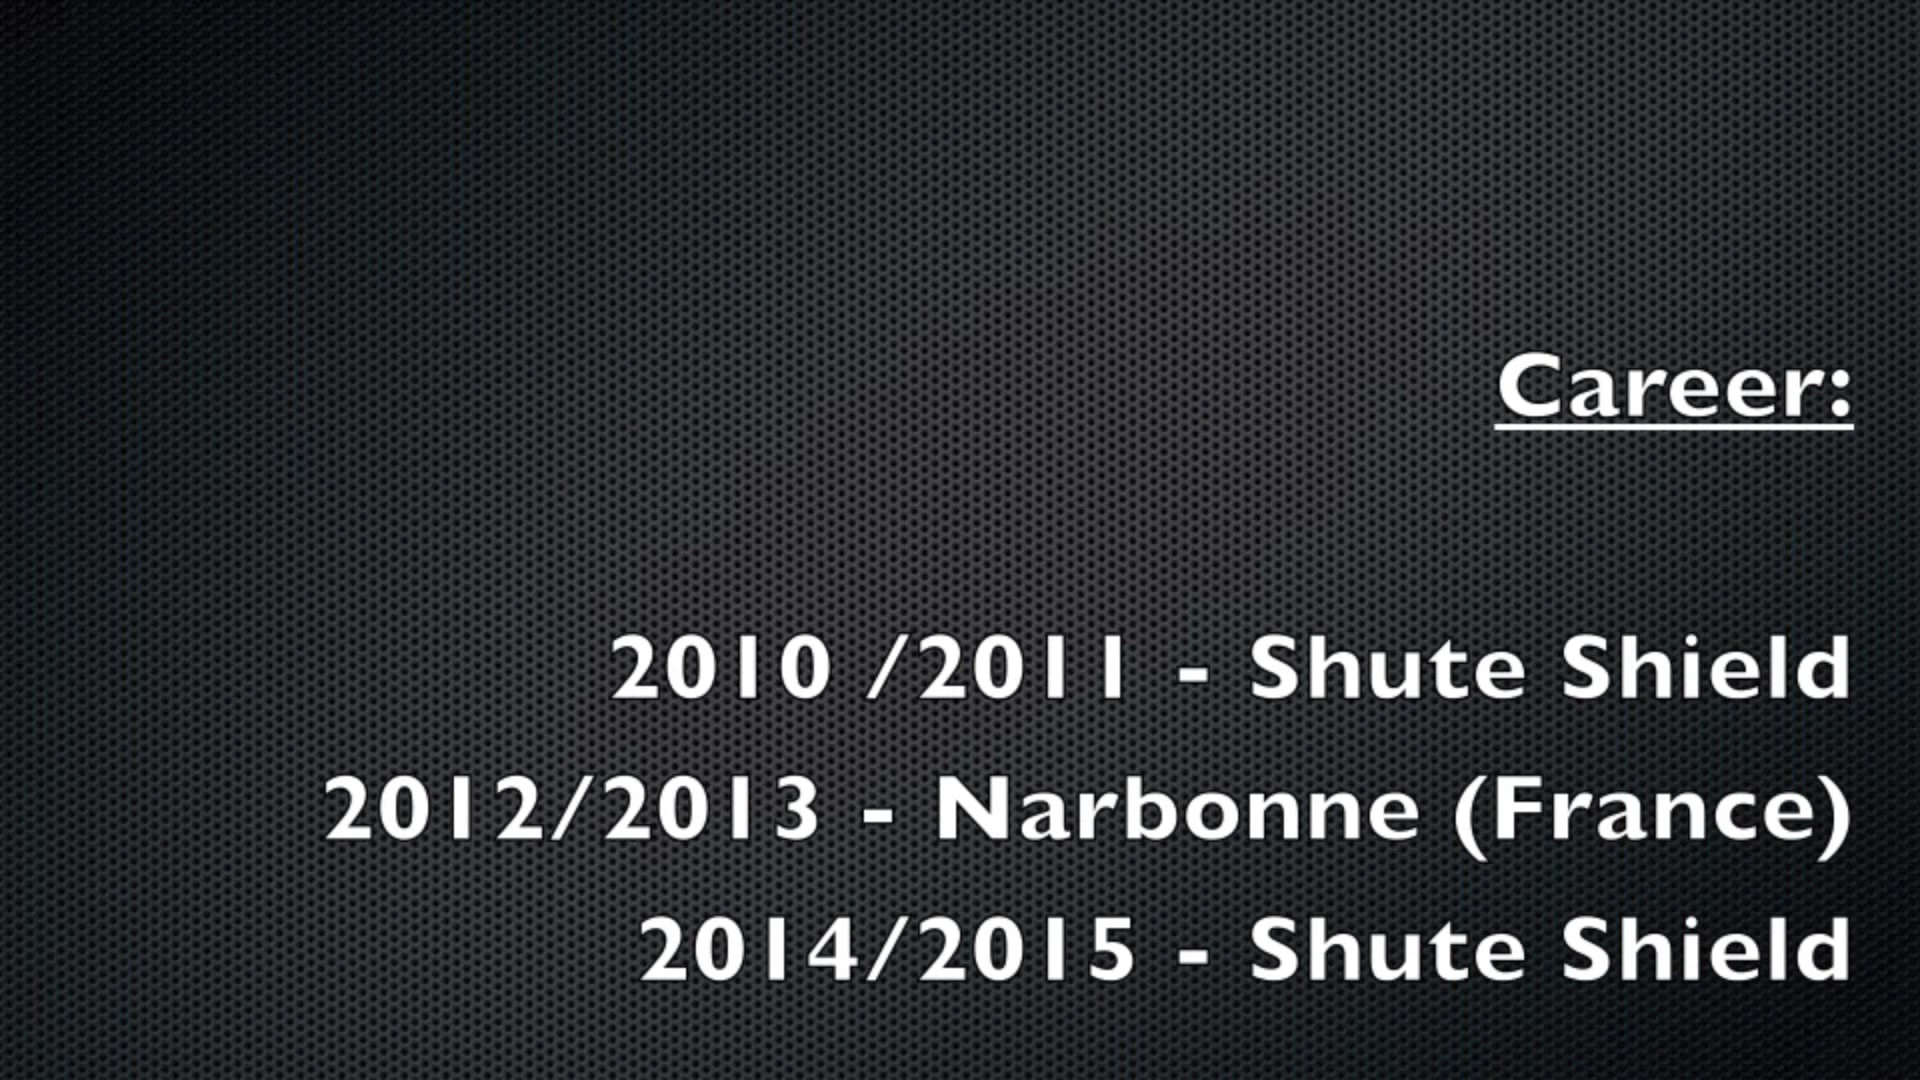 Career:
2010 /2011 - Shute Shield
2012/2013 - Narbonne (France)
2014/2015 - Shute Shield